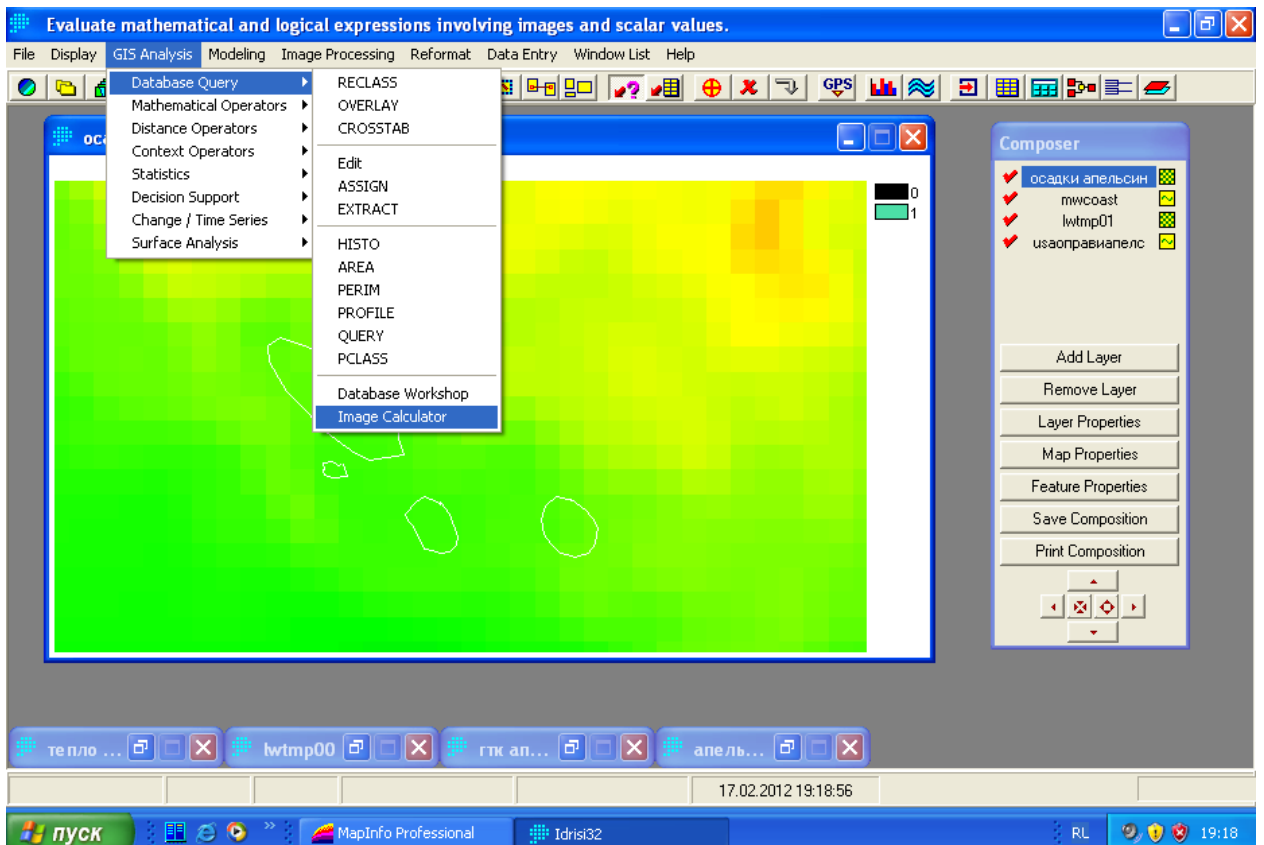 Evaluate mathematical and logical expressions involving images and scalar values.
File Display GIS Analysis Modeling Image Processing Reformat Data Entry Window List Help
GPS
Database Query
Mathematical Operators
Distance Operators
Context Operators
Statistics
Decision Support
Change / Time Series
Surface Analysis
RECLASS
OVERLAY
CROSSTAB
Edit
ASSIGN
EXTRACT
HISTO
AREA
PERIM
PROFILE
QUERY
PCLASS
Database Workshop
Image Calculator
0
1
Composer
осадки апельсин
mwcoast
lwtmp01
usаоправиапелс
Add Layer
Remove Layer
Layer Properties
Map Properties
Feature Properties
Save Composition
Print Composition
тепло ... lwtmp00 гтк ап... апель...
17.02.2012 19:18:56
пуск MapInfo Professional Idrisi32 RL 19:18